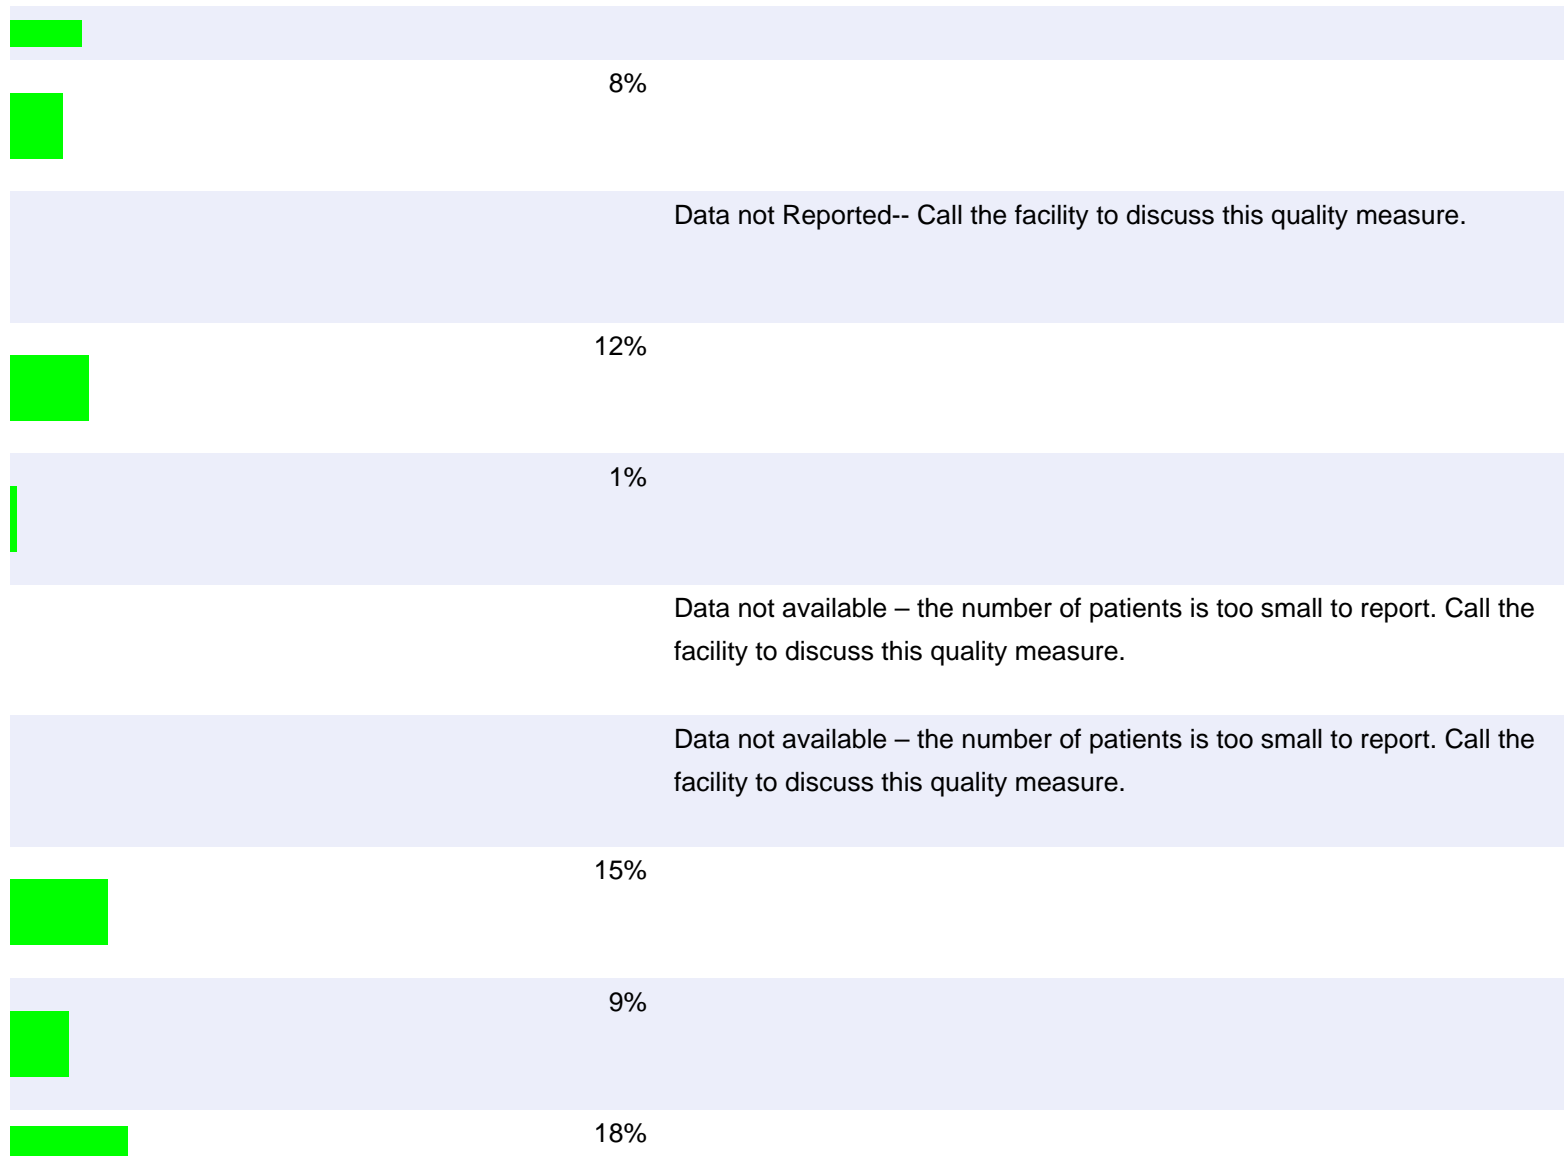 8%
Data not Reported-- Call the facility to discuss this quality measure.
12%
1%
Data not available – the number of patients is too small to report. Call the
facility to discuss this quality measure.
Data not available – the number of patients is too small to report. Call the
facility to discuss this quality measure.
15%
9%
18%